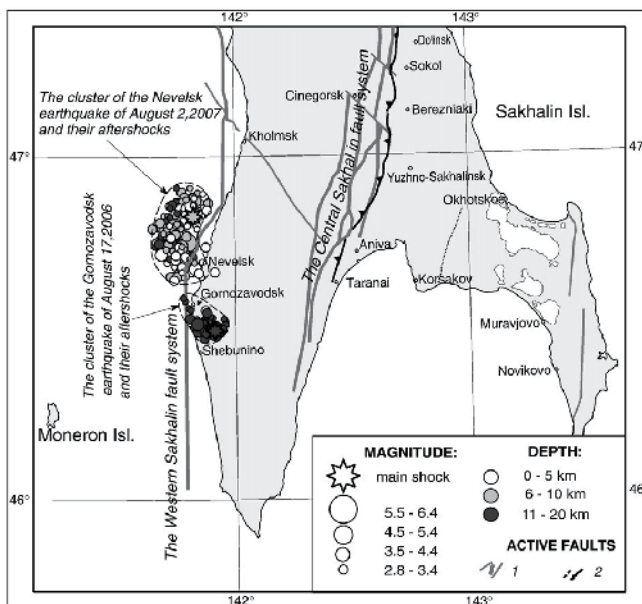 142°
143°
Dolinsk
Sokol
The cluster of the Nevelsk
earthquake of August 2,2007
and their aftershocks
Cinegorsk
Berezniaki
Sakhalin Isl.
Kholmsk
47°
47
The Central Sakhalin fault system
Yuzhno-Sakhalinsk
Okhotskoe
The cluster of the Gornozavodsk
earthquake of August 17,2006
and their aftershocks
Nevelsk
Aniva
Gornozavodsk
Taranai
Korsakov
Muravjovo
Shebunino
Novikovo
The Western Sakhalin fault system
Moneron Isl.
MAGNITUDE:
main shock
5.5 - 6.4
4.5 - 5.4
3.5 - 4.4
2.8 - 3.4
DEPTH:
0 - 5 km
6 - 10 km
11 - 20 km
ACTIVE FAULTS
1
2
46°
46
142°
143°